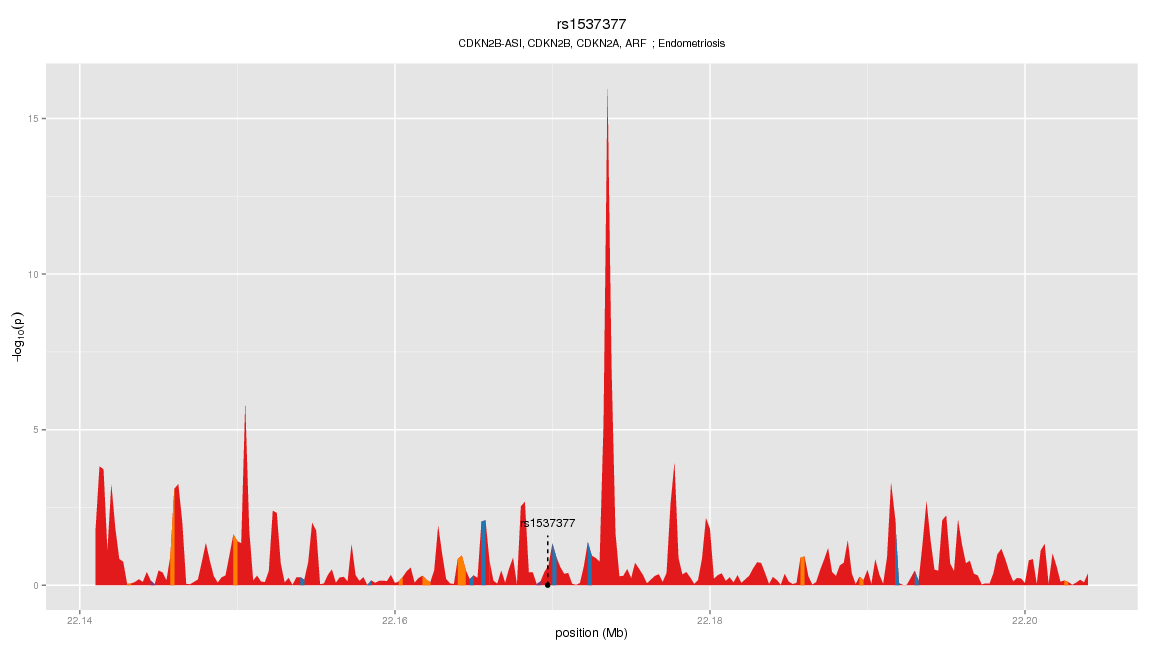 rs1537377
CDKN2B-ASI, CDKN2B, CDKN2A, ARF ; Endometriosis
15
10
5
0
−log10(p)
rs1537377
22.14 22.16 22.18 22.20
position (Mb)